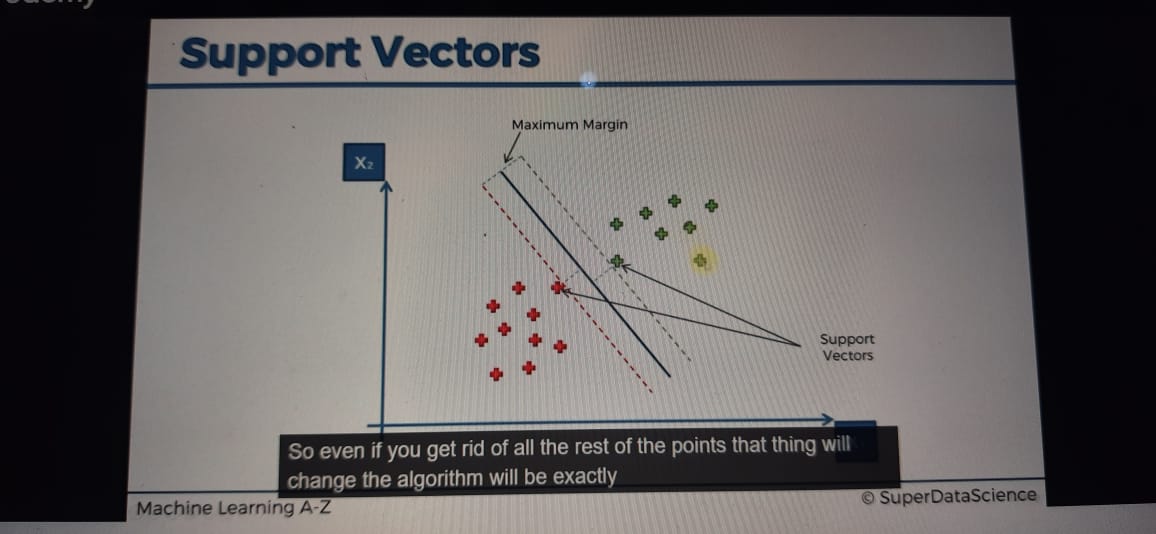 Support Vectors
Maximum Margin
X₂
Support
Vectors
So even if you get rid of all the rest of the points that thing will
change the algorithm will be exactly
Machine Learning A-Z
© SuperDataScience